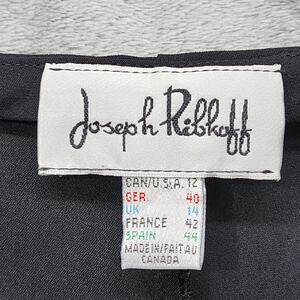 Joseph Ribkoff
CAN/U.S.A. 12
GER. 40
UK 14
FRANCE 42
SPAIN 44
MADE IN/FAIT AU
CANADA